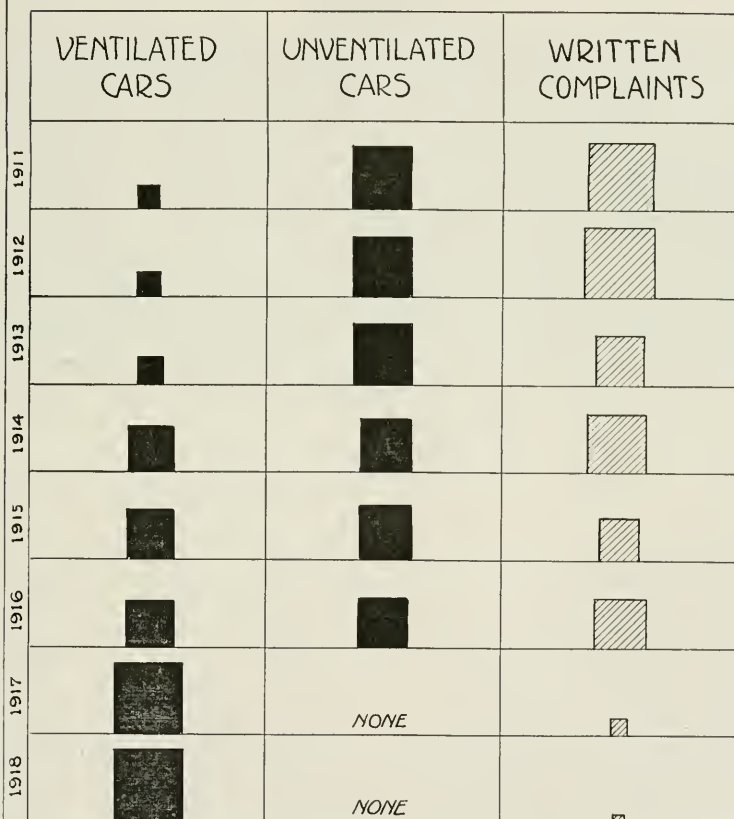 VENTILATED
CARS
UNVENTILATED
CARS
WRITTEN
COMPLAINTS
1911
1912
1913
1914
1915
1916
1917
NONE
1918
NONE